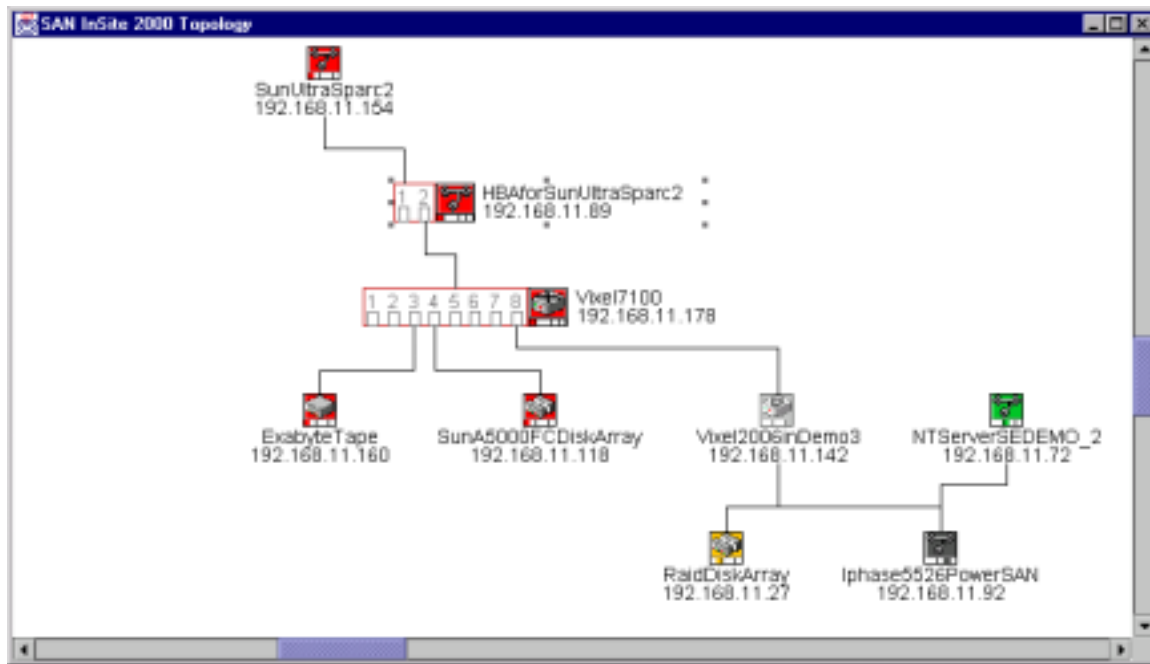 SAN InSite 2000 Topology
SunUltraSparc2
192.168.11.154
1 2
HBAforSunUltraSparc2
192.168.11.89
1 2 3 4 5 6 7 8
Vixel7100
192.168.11.178
ExabyteTape
192.168.11.160
SunA5000FCDiskArray
192.168.11.118
Vixel2006inDemo3
192.168.11.142
NTServerSEDEMO_2
192.168.11.72
RaidDiskArray
192.168.11.27
Iphase5526PowerSAN
192.168.11.92